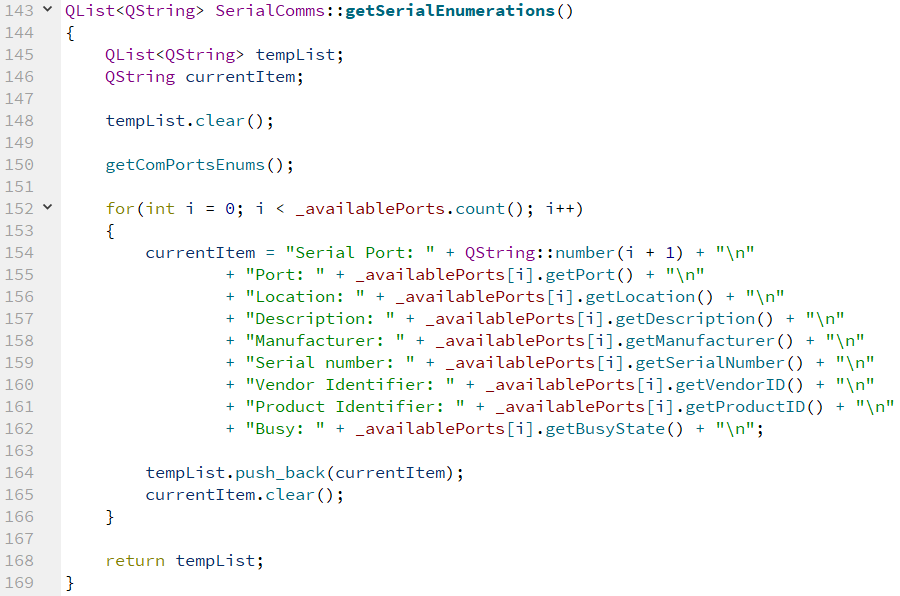 143 QList<QString> SerialComms::getSerialEnumerations()
144 {
145     QList<QString> tempList;
146     QString currentItem;
147
148     tempList.clear();
149
150     getComPortsEnums();
151
152     for(int i = 0; i < _availablePorts.count(); i++)
153     {
154         currentItem = "Serial Port: " + QString::number(i + 1) + "\n"
155                 + "Port: " + _availablePorts[i].getPort() + "\n"
156                 + "Location: " + _availablePorts[i].getLocation() + "\n"
157                 + "Description: " + _availablePorts[i].getDescription() + "\n"
158                 + "Manufacturer: " + _availablePorts[i].getManufacturer() + "\n"
159                 + "Serial number: " + _availablePorts[i].getSerialNumber() + "\n"
160                 + "Vendor Identifier: " + _availablePorts[i].getVendorID() + "\n"
161                 + "Product Identifier: " + _availablePorts[i].getProductID() + "\n"
162                 + "Busy: " + _availablePorts[i].getBusyState() + "\n";
163
164         tempList.push_back(currentItem);
165         currentItem.clear();
166     }
167
168     return tempList;
169 }